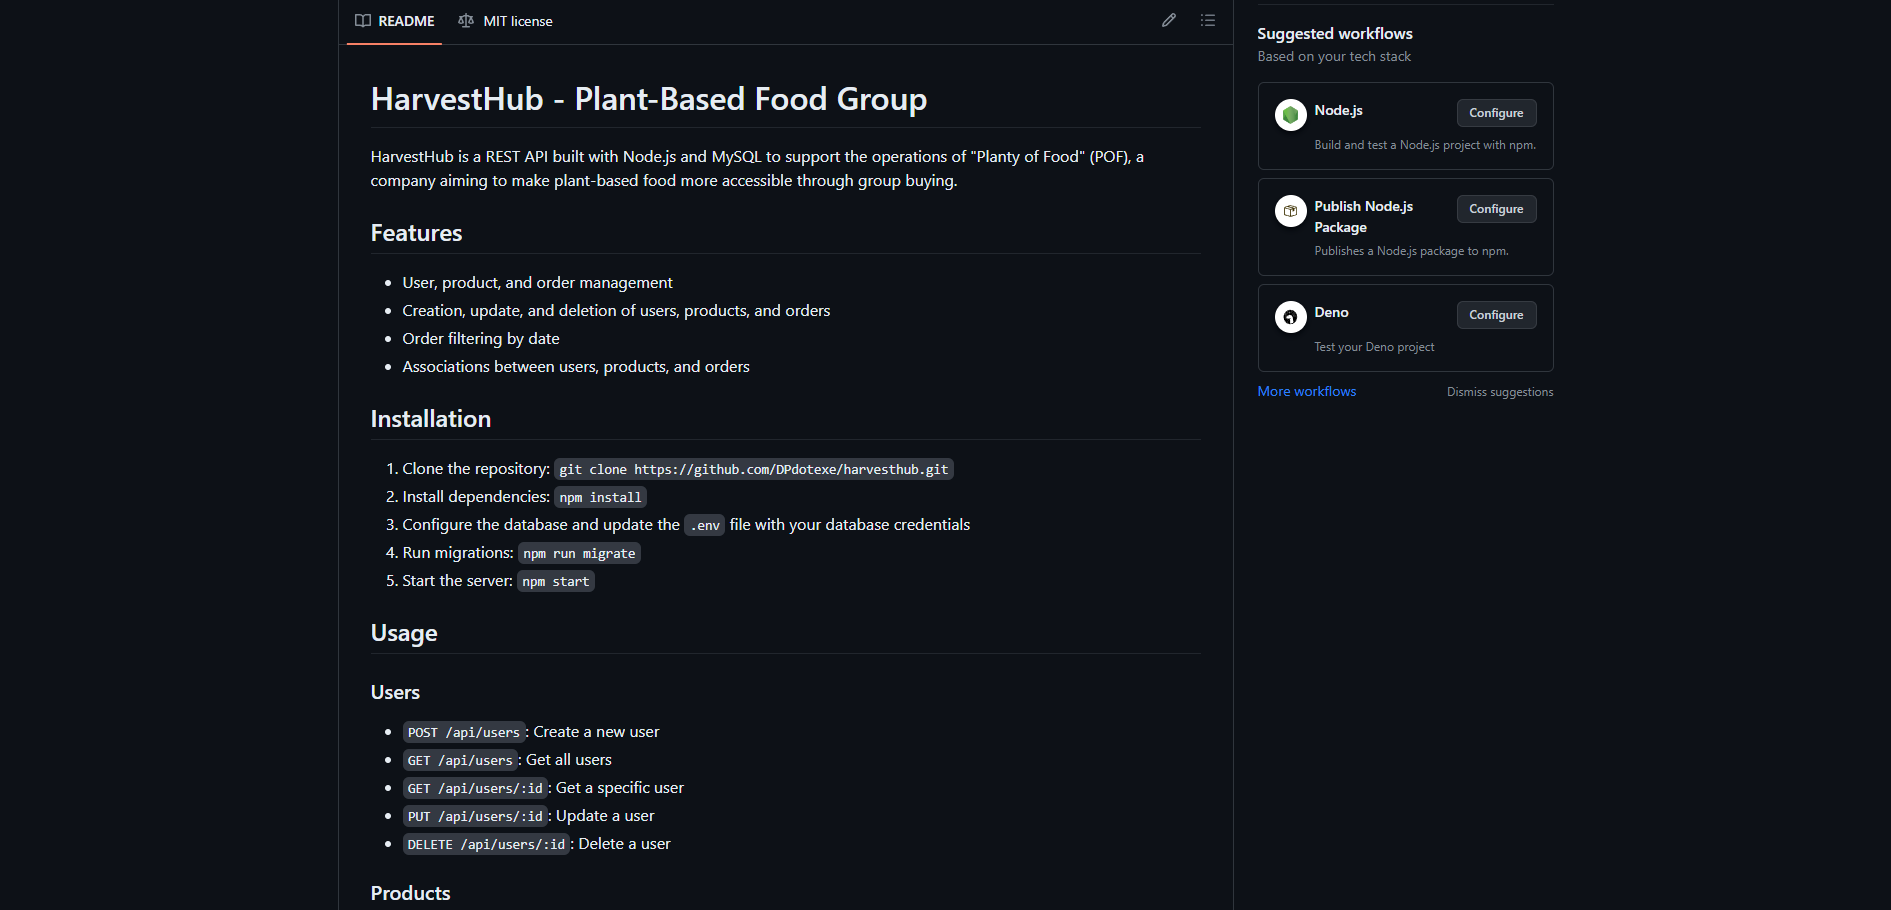 README
MIT license
HarvestHub - Plant-Based Food Group
HarvestHub is a REST API built with Node.js and MySQL to support the operations of "Planty of Food" (POF), a
company aiming to make plant-based food more accessible through group buying.
Features
• User, product, and order management
• Creation, update, and deletion of users, products, and orders
• Order filtering by date
• Associations between users, products, and orders
Installation
1. Clone the repository: git clone https://github.com/DPdotexe/harvesthub.git
2. Install dependencies: npm install
3. Configure the database and update the .env file with your database credentials
4. Run migrations: npm run migrate
5. Start the server: npm start
Usage
Users
• POST /api/users: Create a new user
• GET /api/users: Get all users
• GET /api/users/:id: Get a specific user
• PUT /api/users/:id: Update a user
• DELETE /api/users/:id: Delete a user
Products
Suggested workflows
Based on your tech stack
Node.js
Configure
Build and test a Node.js project with npm.
Publish Node.js
Package
Configure
Publishes a Node.js package to npm.
Deno
Configure
Test your Deno project
More workflows
Dismiss suggestions